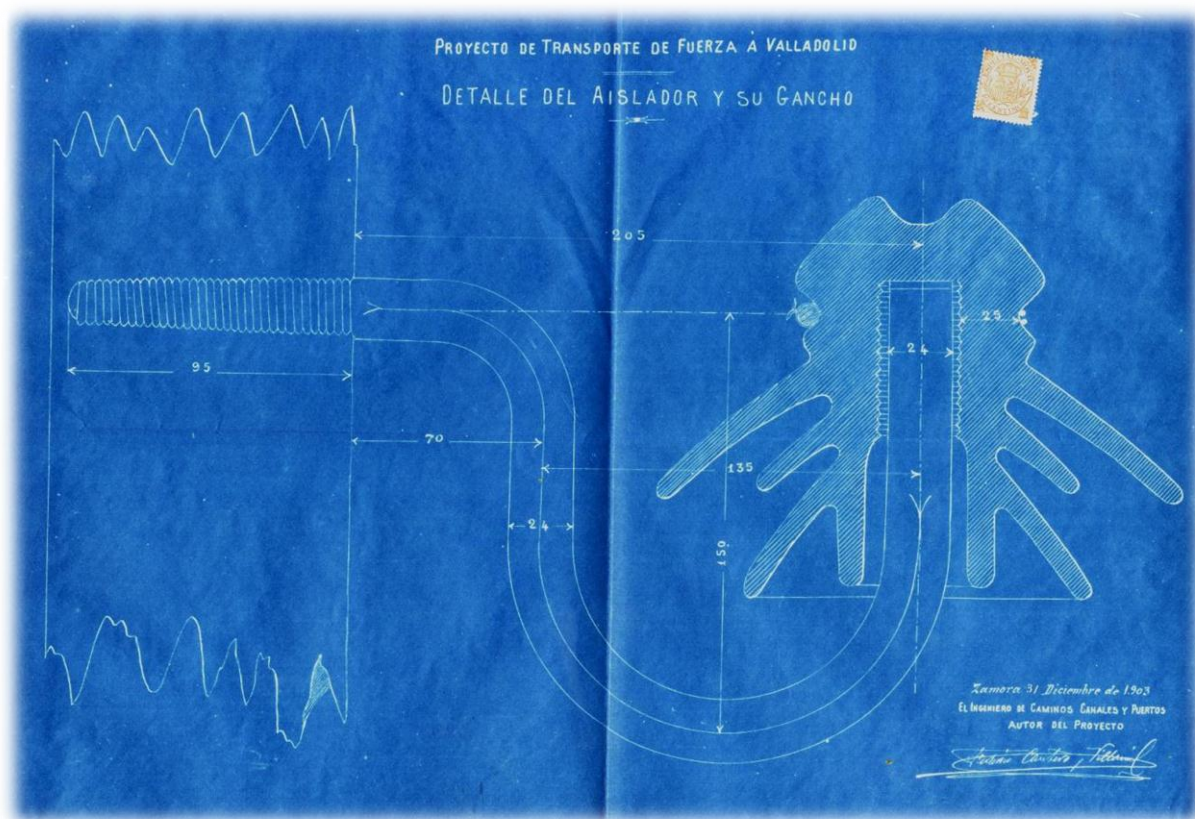 PROYECTO DE TRANSPORTE DE FUERZA Á VALLADOLID
DETALLE DEL AISLADOR Y SU GANCHO
205
25
24
95
70
135
24
150
Zamora 31 Diciembre de 1903
EL INGENIERO DE CAMINOS CANALES Y PUERTOS
AUTOR DEL PROYECTO